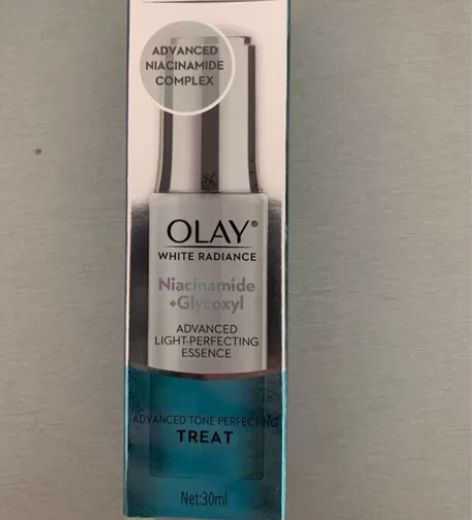 ADVANCED
NIACINAMIDE
COMPLEX
OLAY®
WHITE RADIANCE
Niacinamide
+Glycoxyl
ADVANCED
LIGHT-PERFECTING
ESSENCE
ADVANCED TONE PERFECTING
TREAT
Net:30ml